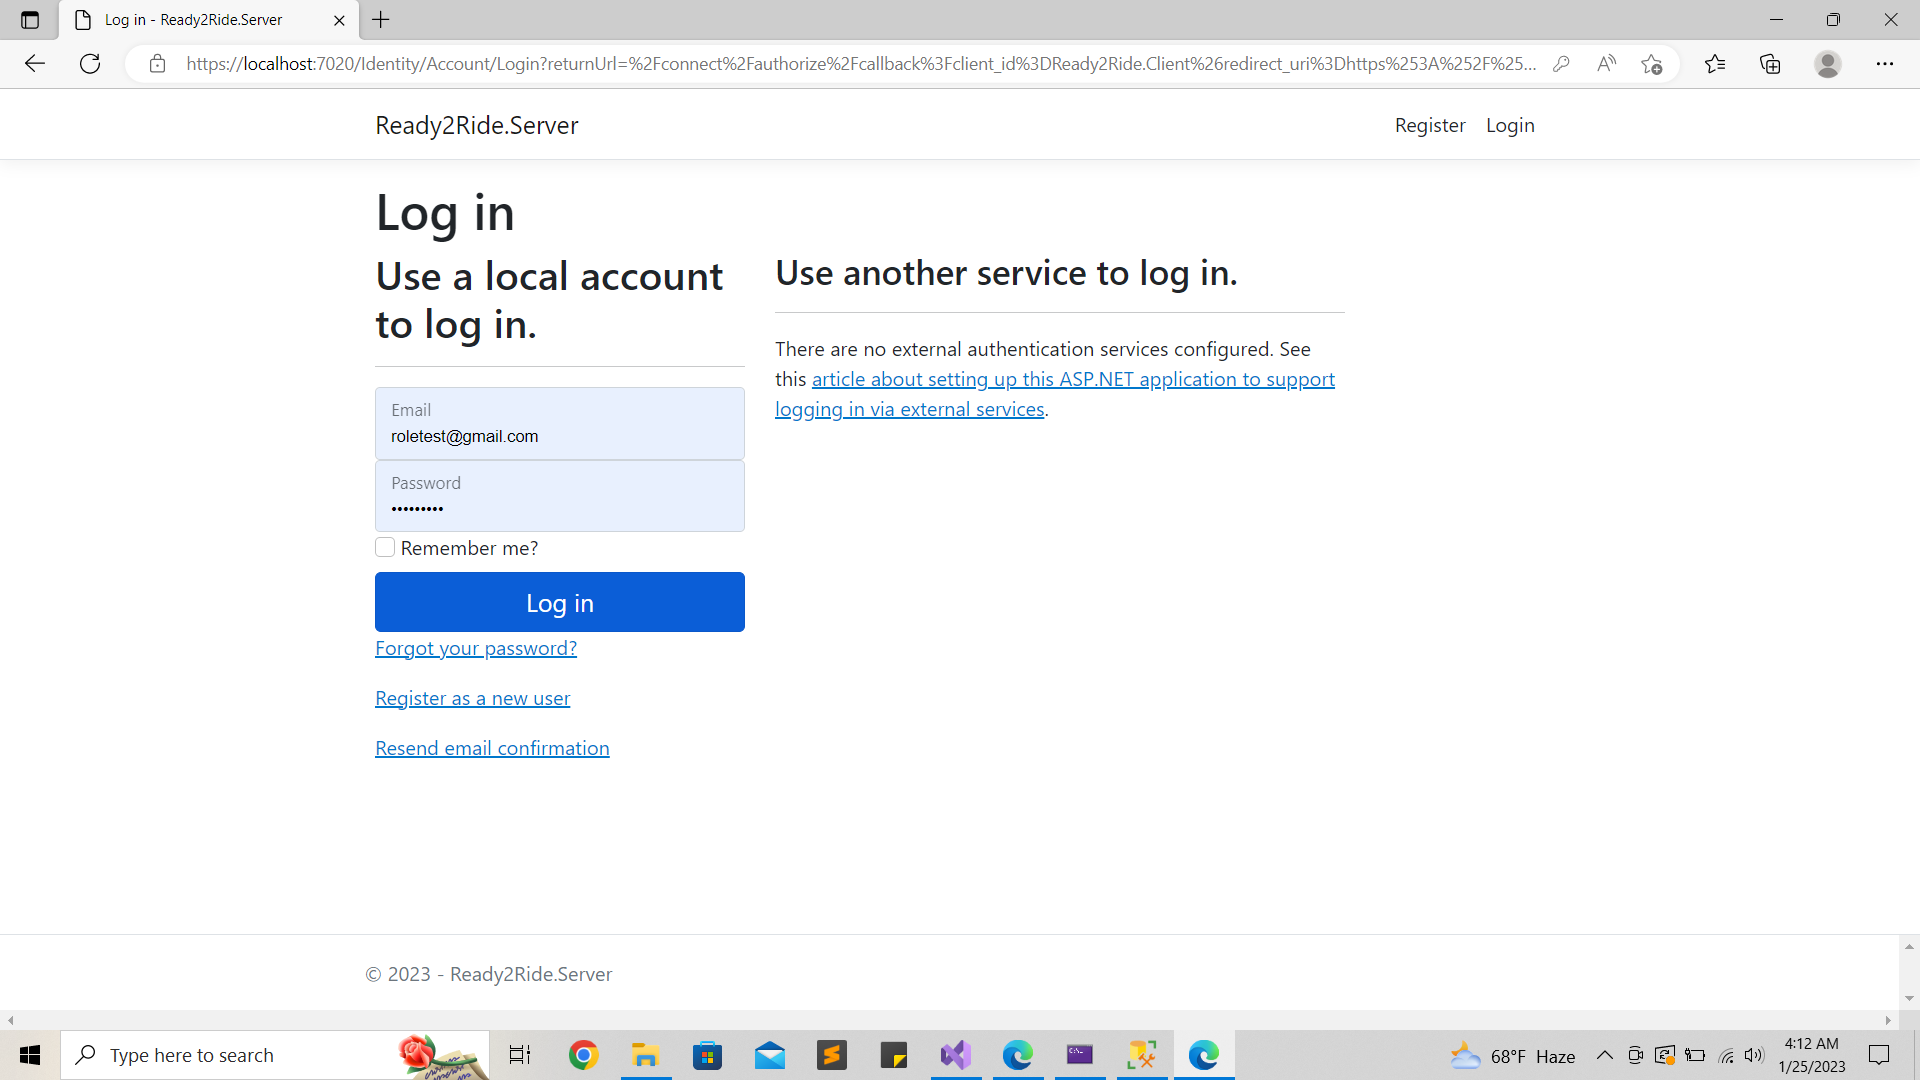 Log in - Ready2Ride.Server
https://localhost:7020/Identity/Account/Login?returnUrl=%2Fconnect%2Fauthorize%2Fcallback%3Fclient_id%3DReady2Ride.Client%26redirect_uri%3Dhttps%253A%252F%25...
Ready2Ride.Server
Register Login
Log in
Use a local account
to log in.
Email
roletest@gmail.com
Password
•••••••••
Remember me?
Log in
Forgot your password?
Register as a new user
Resend email confirmation
Use another service to log in.
There are no external authentication services configured. See
this article about setting up this ASP.NET application to support
logging in via external services.
© 2023 - Ready2Ride.Server
Type here to search
68°F Haze
4:12 AM
1/25/2023